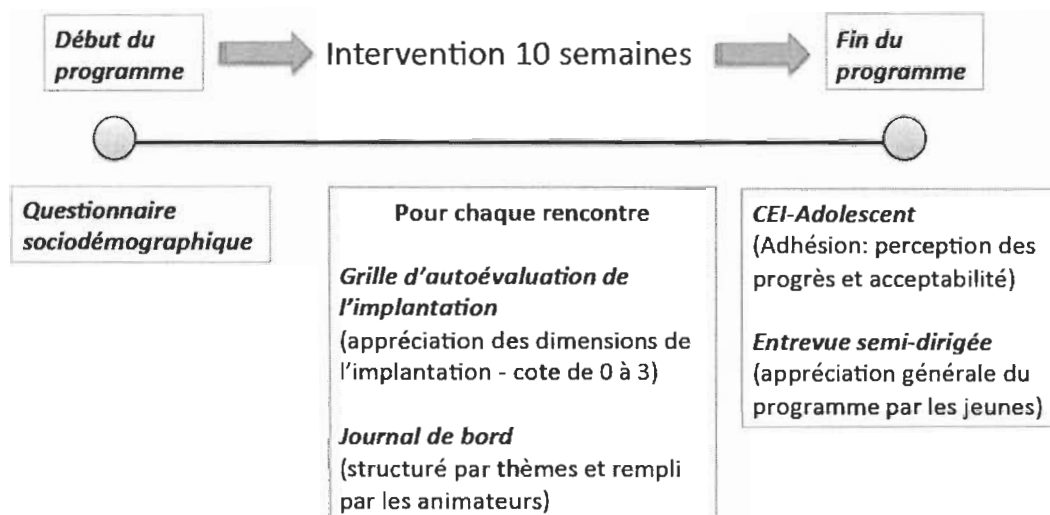 Début du
programme
Intervention 10 semaines
Fin du
programme
Questionnaire
sociodémographique
Pour chaque rencontre
Grille d'autoévaluation de
l'implantation
(appréciation des dimensions de
l'implantation - cote de 0 à 3)
Journal de bord
(structuré par thèmes et rempli
par les animateurs)
CEI-Adolescent
(Adhésion: perception des
progrès et acceptabilité)
Entrevue semi-dirigée
(appréciation générale du
programme par les jeunes)